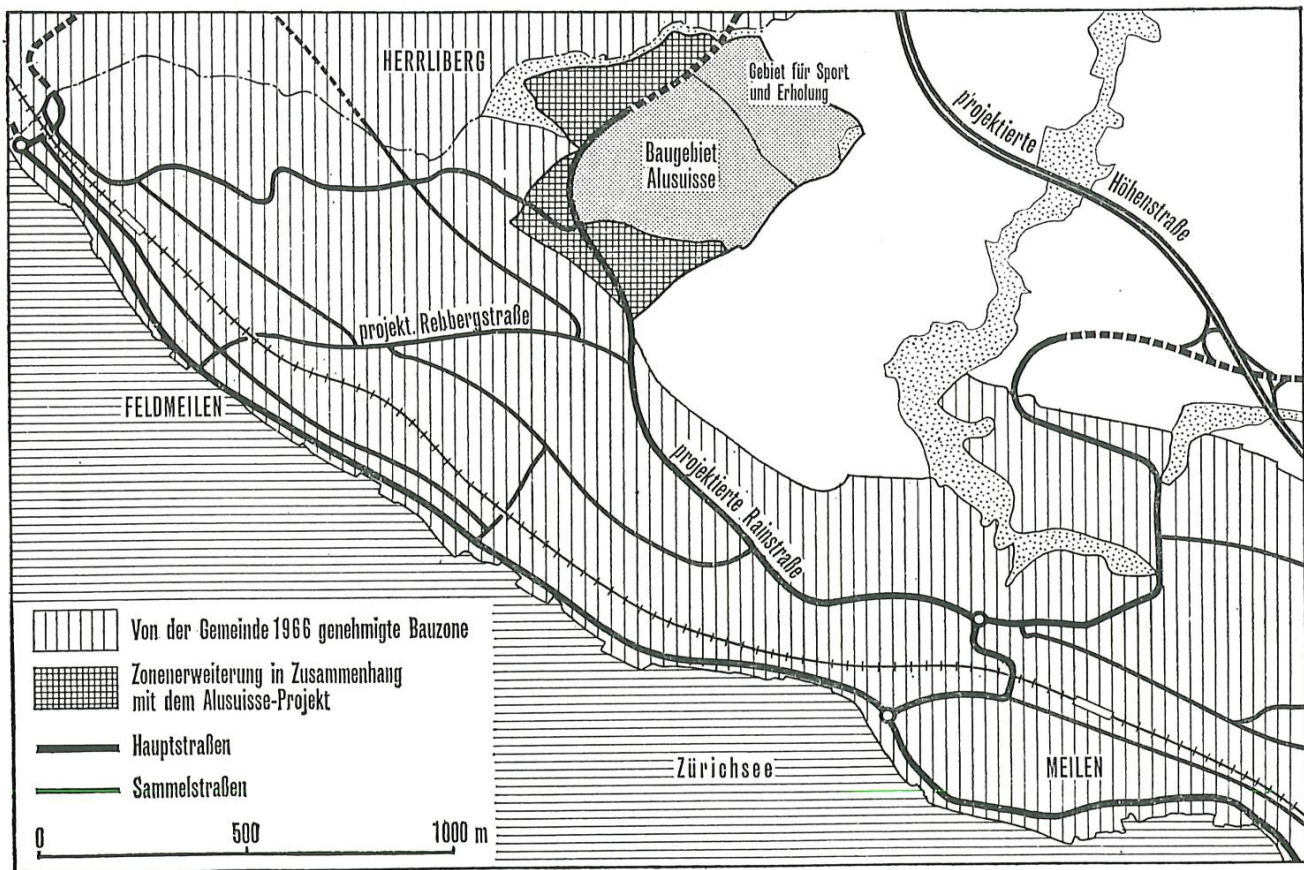 HERRLIBERG
Gebiet für Sport
und Erholung
Baugebiet
Alusuisse
projektierte
Höhenstraße
projekt. Rebbergstraße
FELDMEILEN
projektierte Rainstraße
Von der Gemeinde 1966 genehmigte Bauzone
Zonenerweiterung in Zusammenhang
mit dem Alusuisse-Projekt
Hauptstraßen
Sammelstraßen
Zürichsee
MEILEN
0 500 1000 m